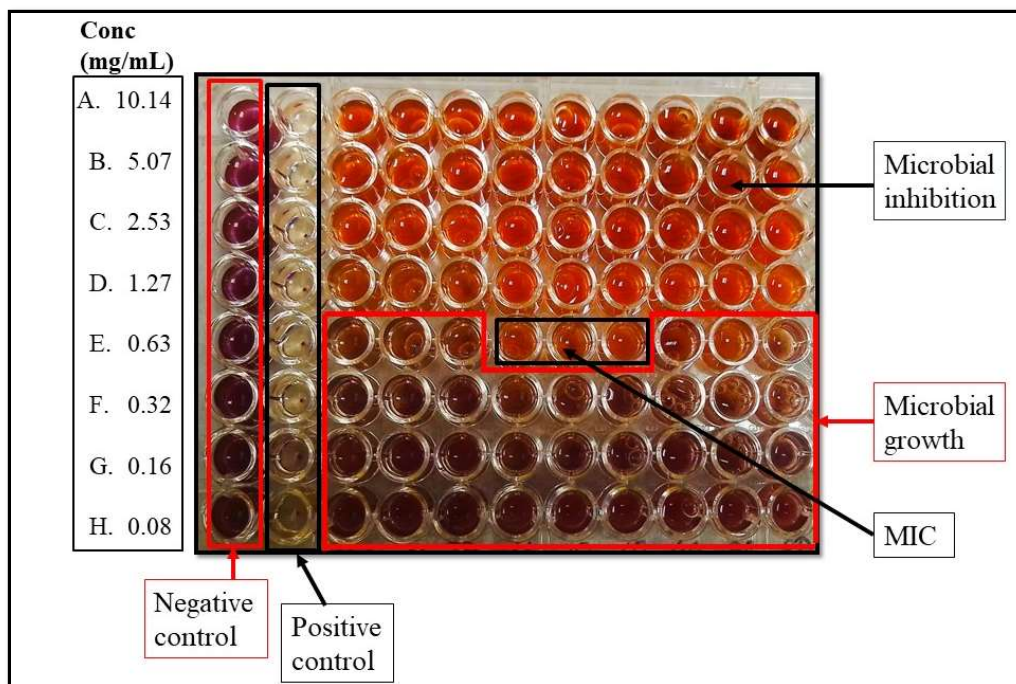 Conc
(mg/mL)
A. 10.14
B. 5.07
C. 2.53
D. 1.27
E. 0.63
F. 0.32
G. 0.16
H. 0.08
Microbial
inhibition
Microbial
growth
MIC
Negative
control
Positive
control